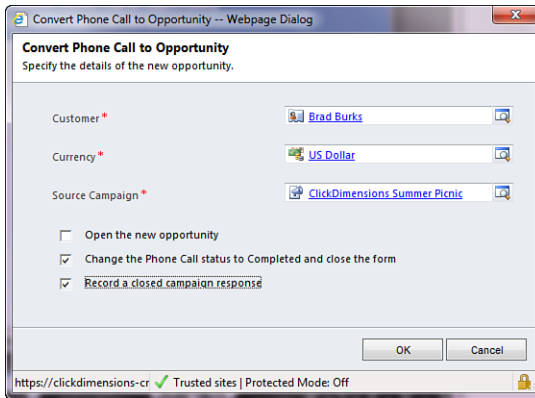 Convert Phone Call to Opportunity -- Webpage Dialog
Convert Phone Call to Opportunity
Specify the details of the new opportunity.
Customer * Brad Burks
Currency * US Dollar
Source Campaign * ClickDimensions Summer Picnic
Open the new opportunity
Change the Phone Call status to Completed and close the form
Record a closed campaign response
OK Cancel
https://clickdimensions-cr Trusted sites | Protected Mode: Off